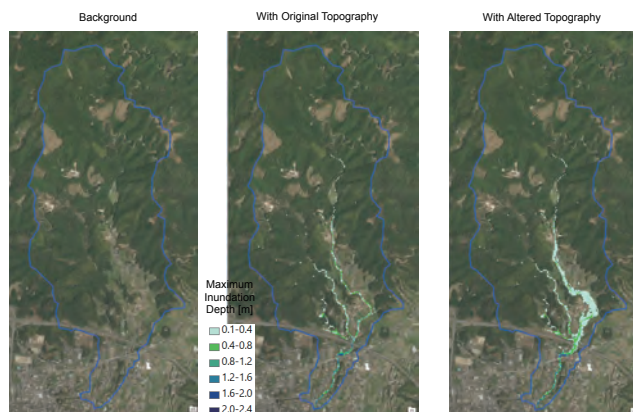 Background
With Original Topography
With Altered Topography
Maximum
Inundation
Depth [m]
0.1-0.4
0.4-0.8
0.8-1.2
1.2-1.6
1.6-2.0
2.0-2.4